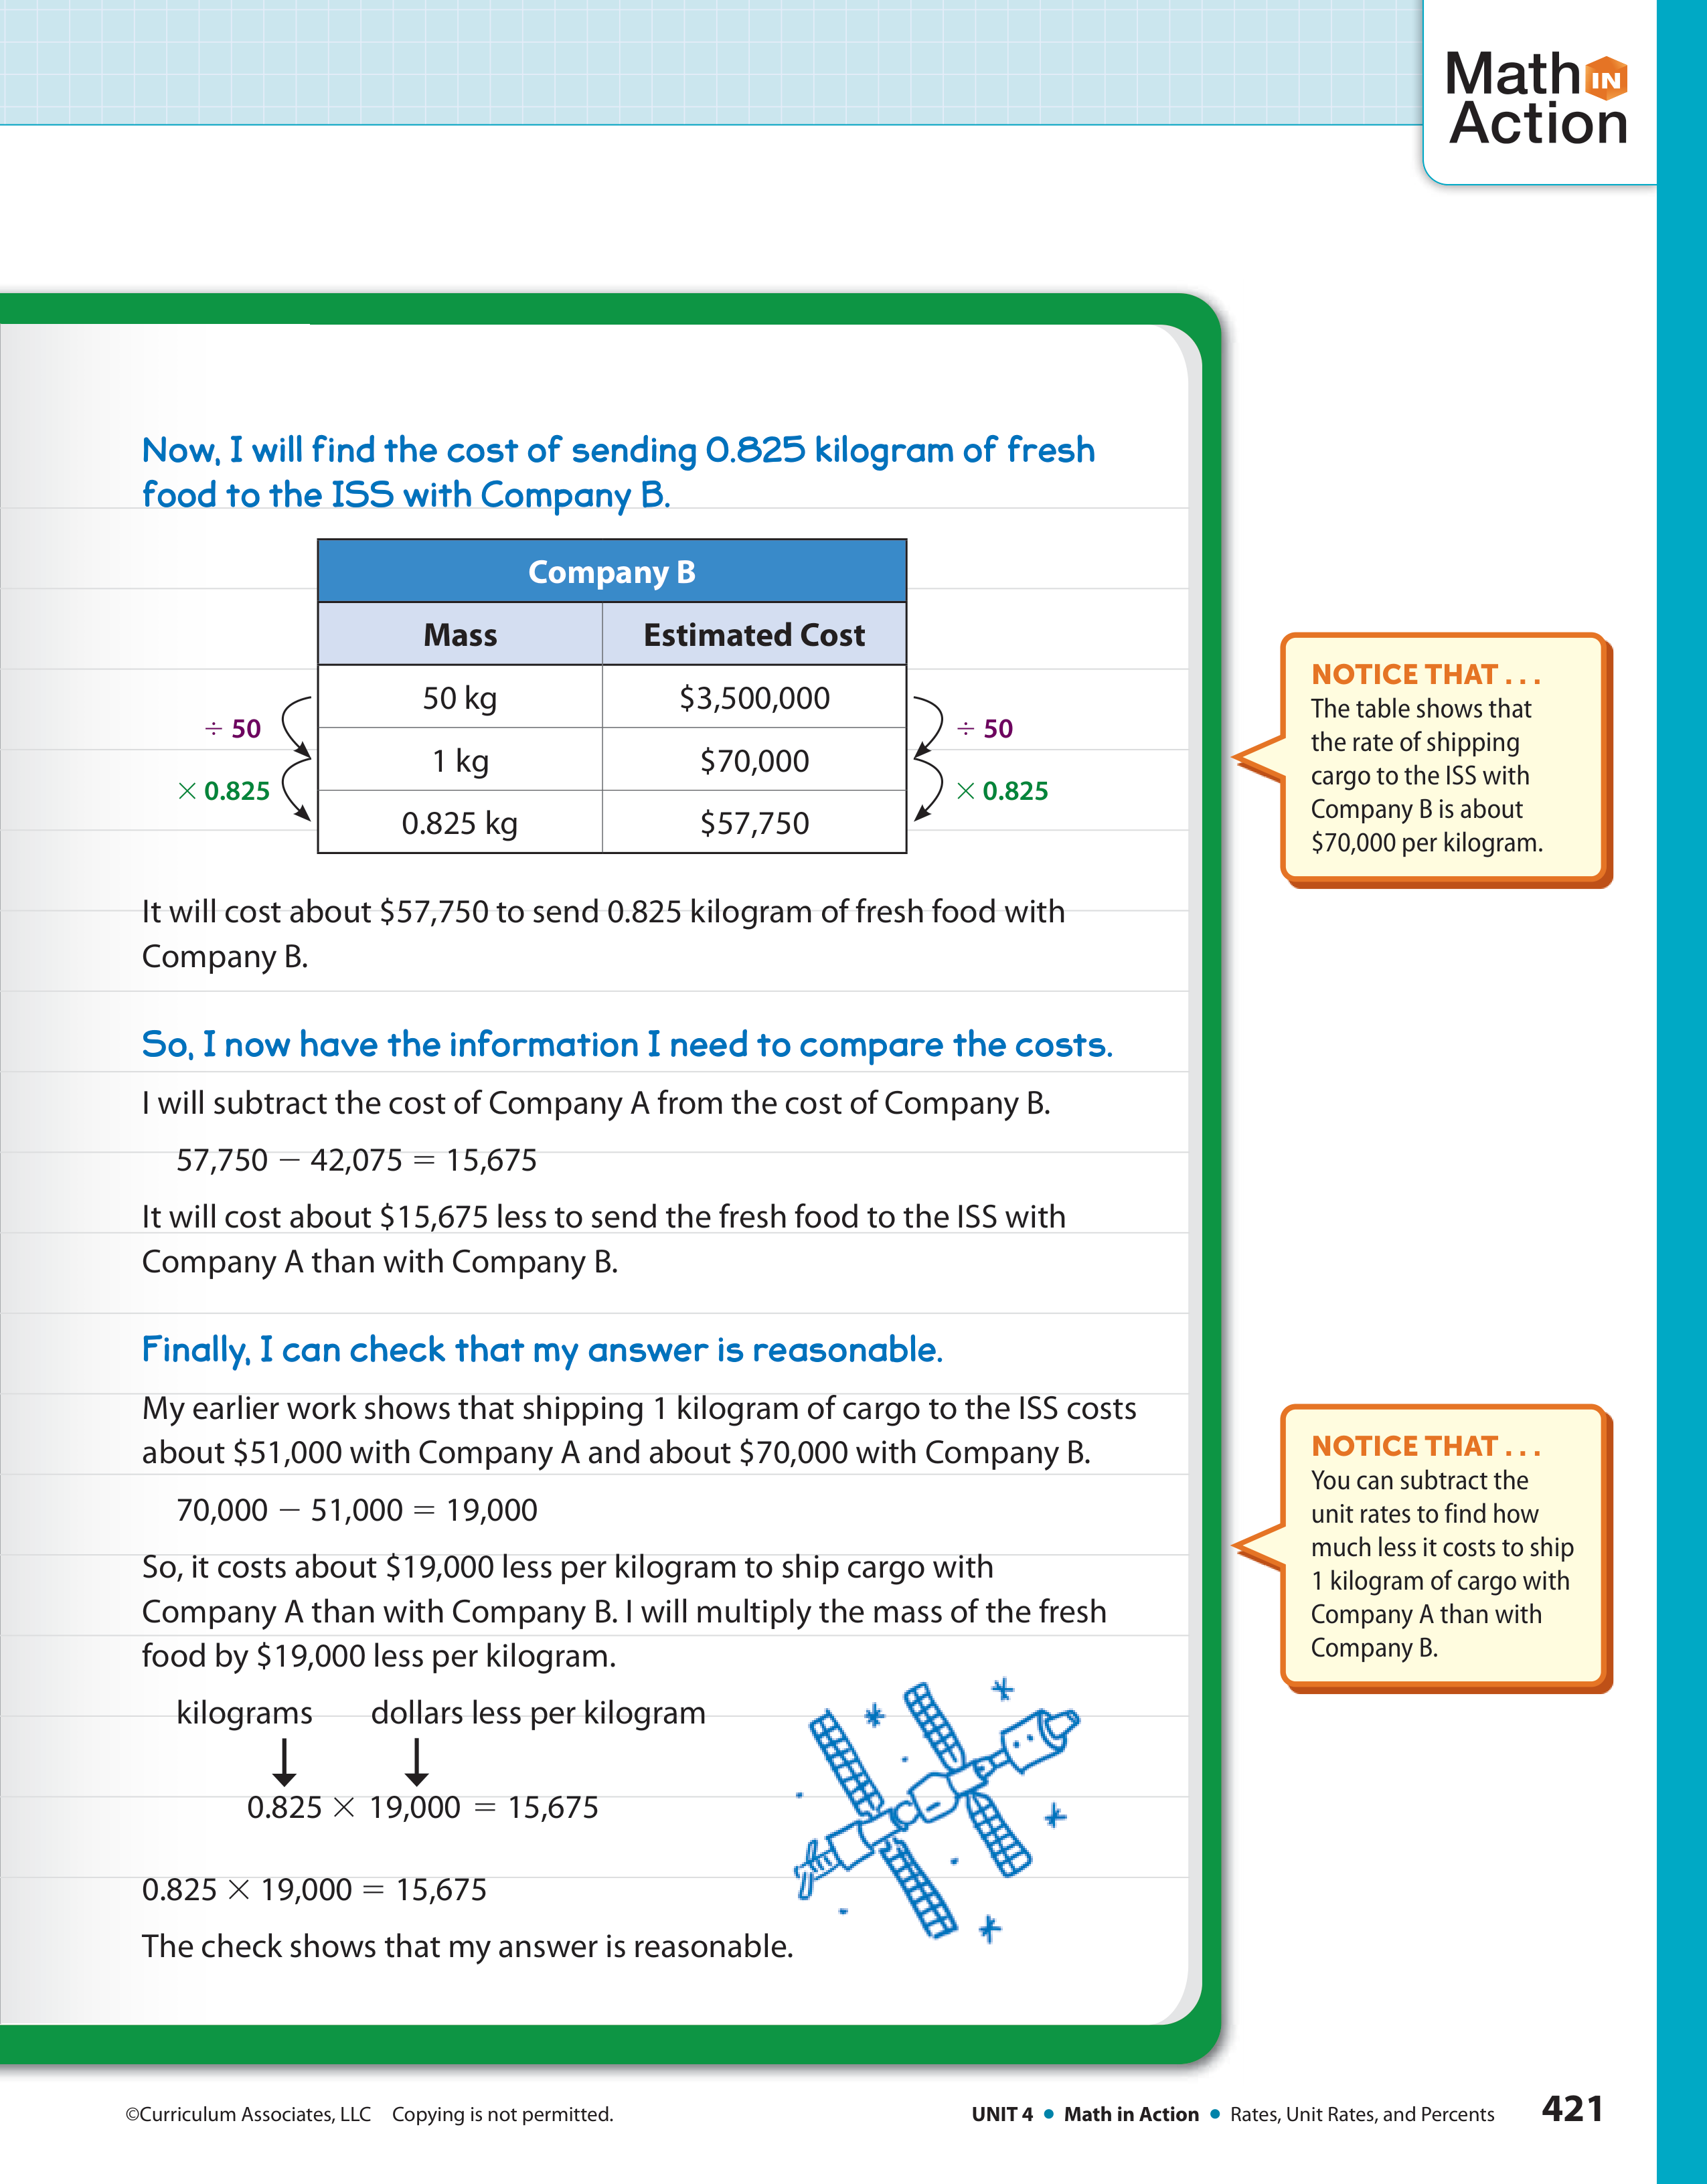 Math IN
Action
Now, I will find the cost of sending 0.825 kilogram of fresh
food to the ISS with Company B.
Company B
Mass Estimated Cost
50 kg $3,500,000
÷ 50 ÷ 50
1 kg $70,000
× 0.825 × 0.825
0.825 kg $57,750
NOTICE THAT . . .
The table shows that
the rate of shipping
cargo to the ISS with
Company B is about
$70,000 per kilogram.
It will cost about $57,750 to send 0.825 kilogram of fresh food with
Company B.
So, I now have the information I need to compare the costs.
I will subtract the cost of Company A from the cost of Company B.
57,750 − 42,075 = 15,675
It will cost about $15,675 less to send the fresh food to the ISS with
Company A than with Company B.
Finally, I can check that my answer is reasonable.
My earlier work shows that shipping 1 kilogram of cargo to the ISS costs
about $51,000 with Company A and about $70,000 with Company B.
70,000 − 51,000 = 19,000
So, it costs about $19,000 less per kilogram to ship cargo with
Company A than with Company B. I will multiply the mass of the fresh
food by $19,000 less per kilogram.
NOTICE THAT . . .
You can subtract the
unit rates to find how
much less it costs to ship
1 kilogram of cargo with
Company A than with
Company B.
kilograms dollars less per kilogram
0.825 × 19,000 = 15,675
0.825 × 19,000 = 15,675
The check shows that my answer is reasonable.
©Curriculum Associates, LLC Copying is not permitted.
UNIT 4 • Math in Action • Rates, Unit Rates, and Percents 421